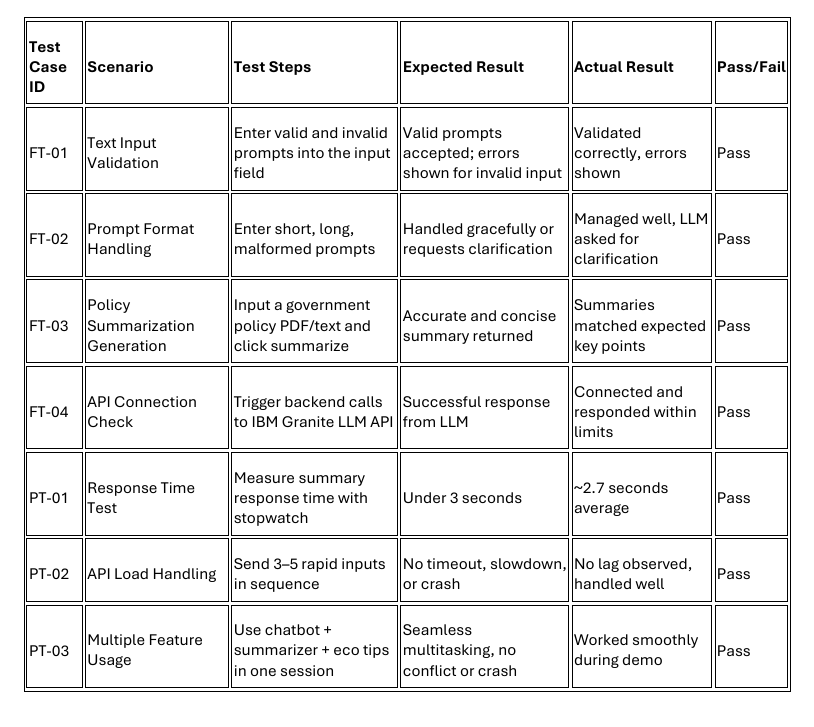 Test
Case
ID
Scenario
Test Steps
Expected Result
Actual Result
Pass/Fail
FT-01
Text Input
Validation
Enter valid and invalid
prompts into the input
field
Valid prompts
accepted; errors
shown for invalid input
Validated
correctly, errors
shown
Pass
FT-02
Prompt Format
Handling
Enter short, long,
malformed prompts
Handled gracefully or
requests clarification
Managed well, LLM
asked for
clarification
Pass
FT-03
Policy
Summarization
Generation
Input a government
policy PDF/text and
click summarize
Accurate and concise
summary returned
Summaries
matched expected
key points
Pass
FT-04
API Connection
Check
Trigger backend calls
to IBM Granite LLM API
Successful response
from LLM
Connected and
responded within
limits
Pass
PT-01
Response Time
Test
Measure summary
response time with
stopwatch
Under 3 seconds
~2.7 seconds
average
Pass
PT-02
API Load Handling
Send 3–5 rapid inputs
in sequence
No timeout, slowdown,
or crash
No lag observed,
handled well
Pass
PT-03
Multiple Feature
Usage
Use chatbot +
summarizer + eco tips
in one session
Seamless
multitasking, no
conflict or crash
Worked smoothly
during demo
Pass